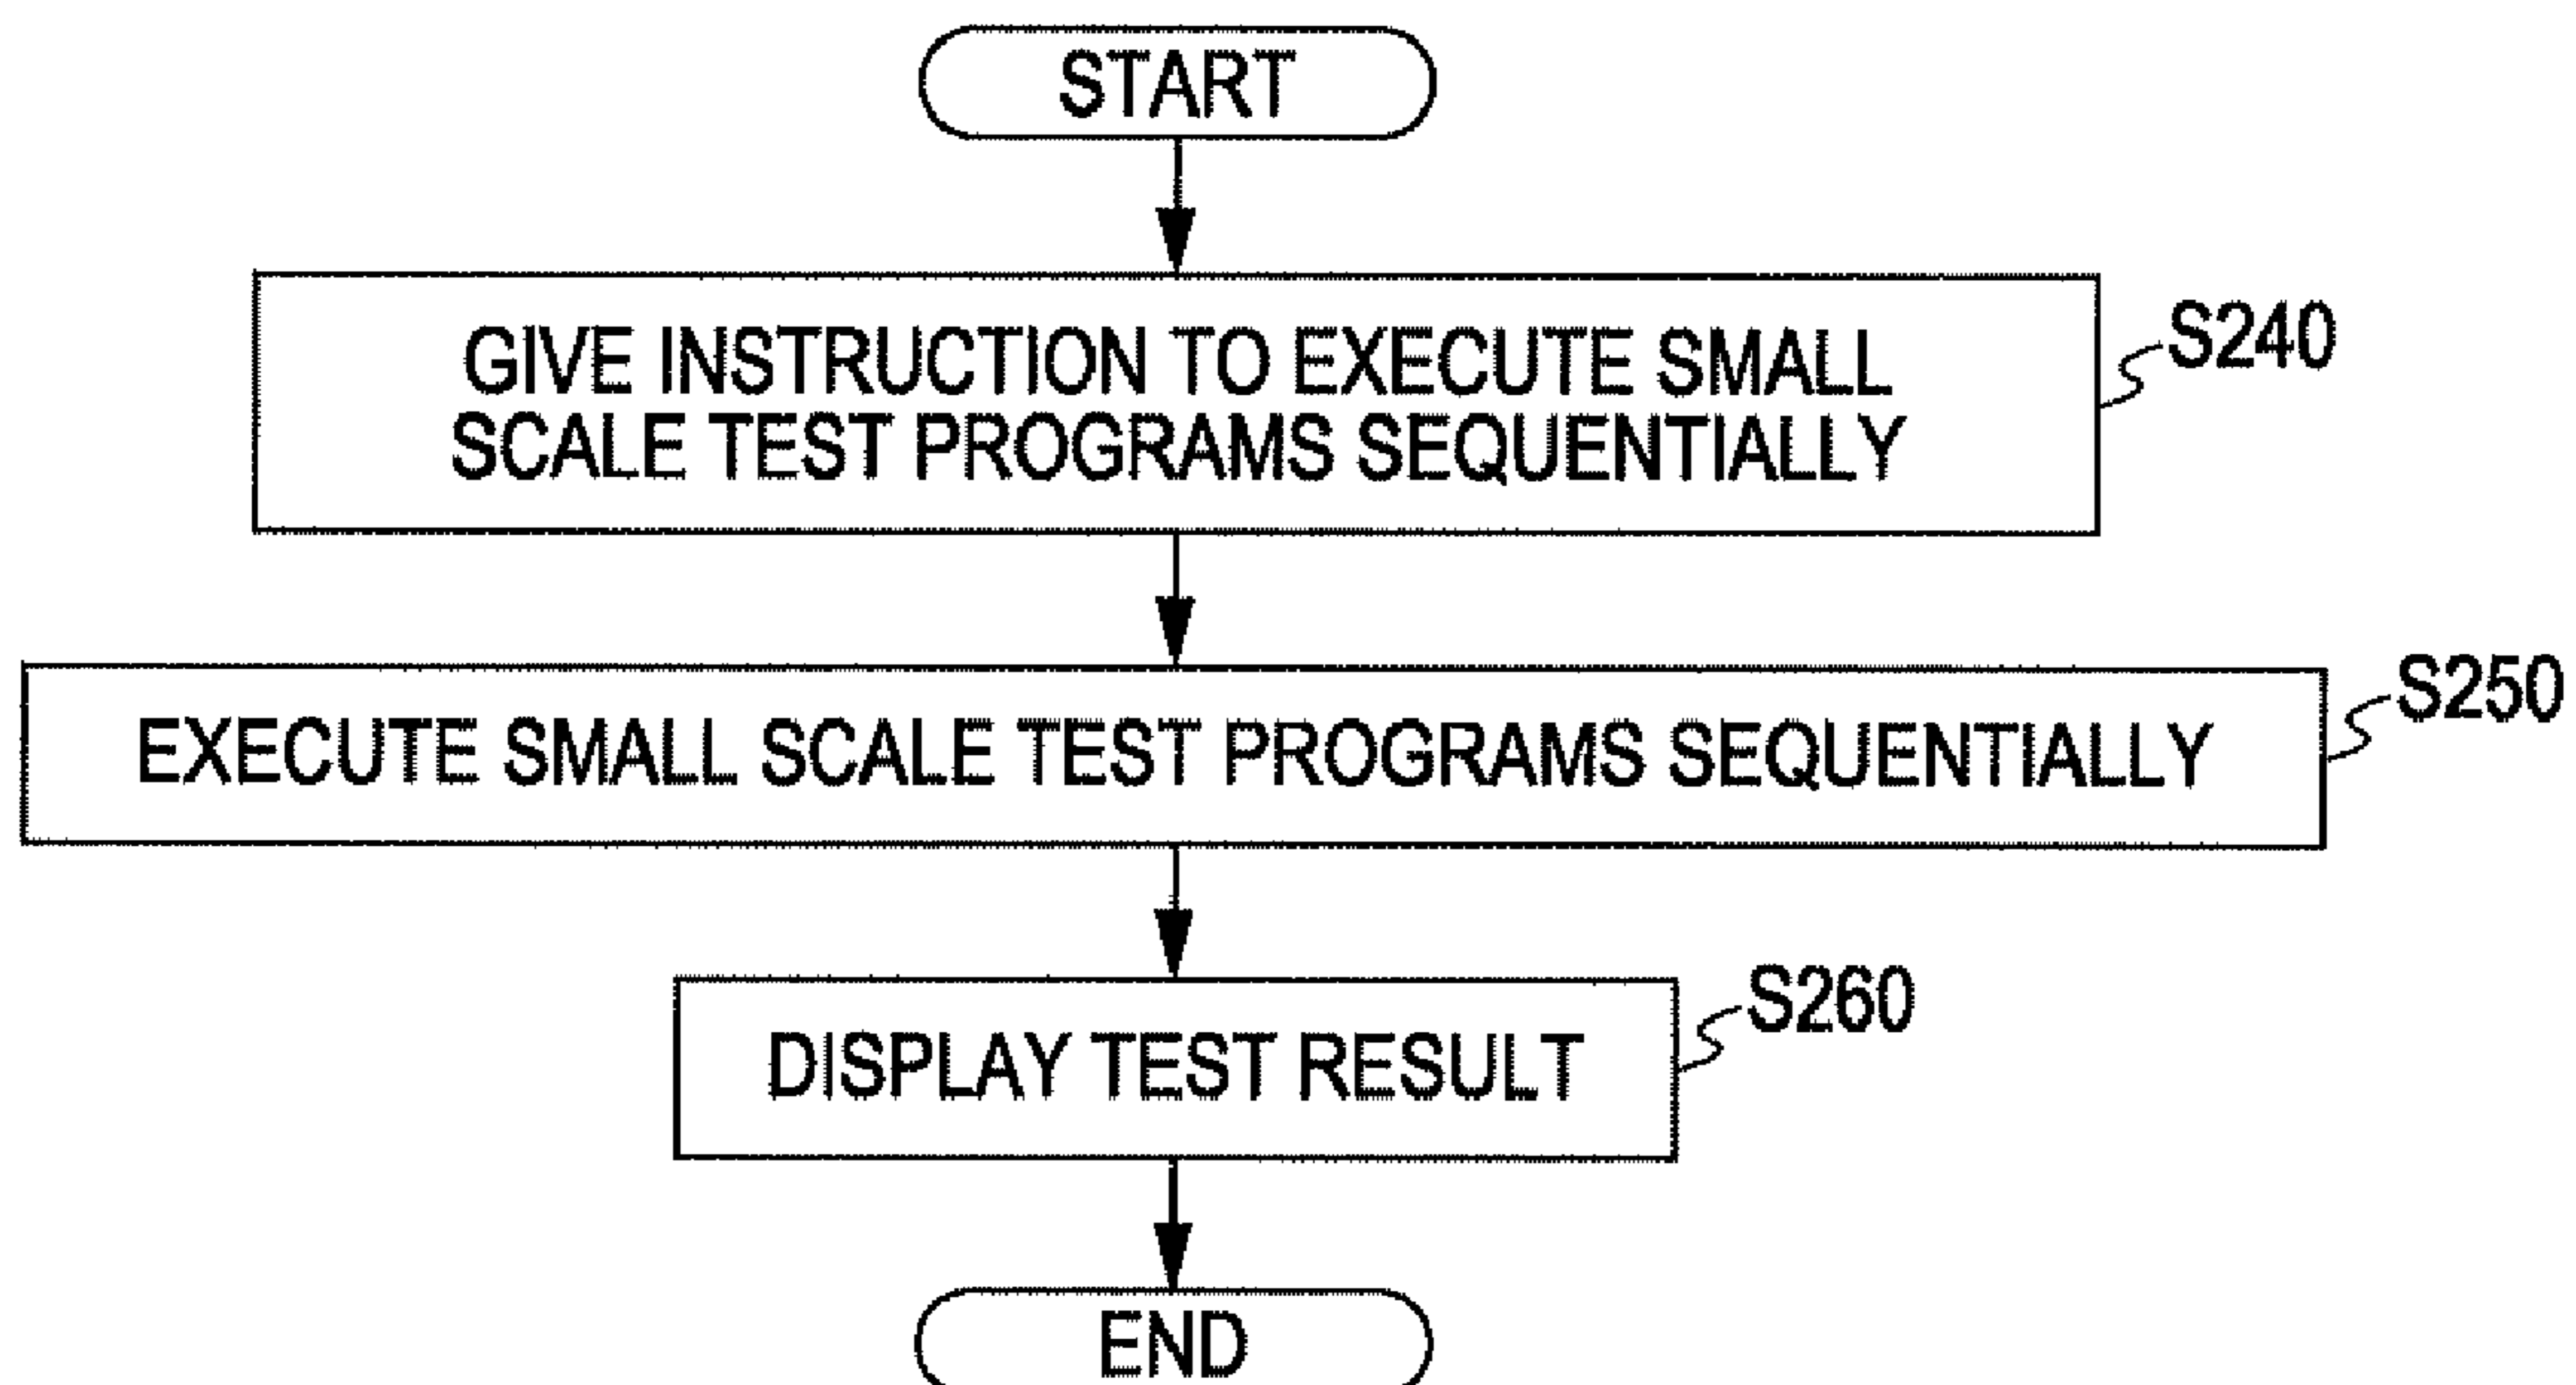 START
GIVE INSTRUCTION TO EXECUTE SMALL
SCALE TEST PROGRAMS SEQUENTIALLY
S240
EXECUTE SMALL SCALE TEST PROGRAMS SEQUENTIALLY
S250
DISPLAY TEST RESULT
S260
END